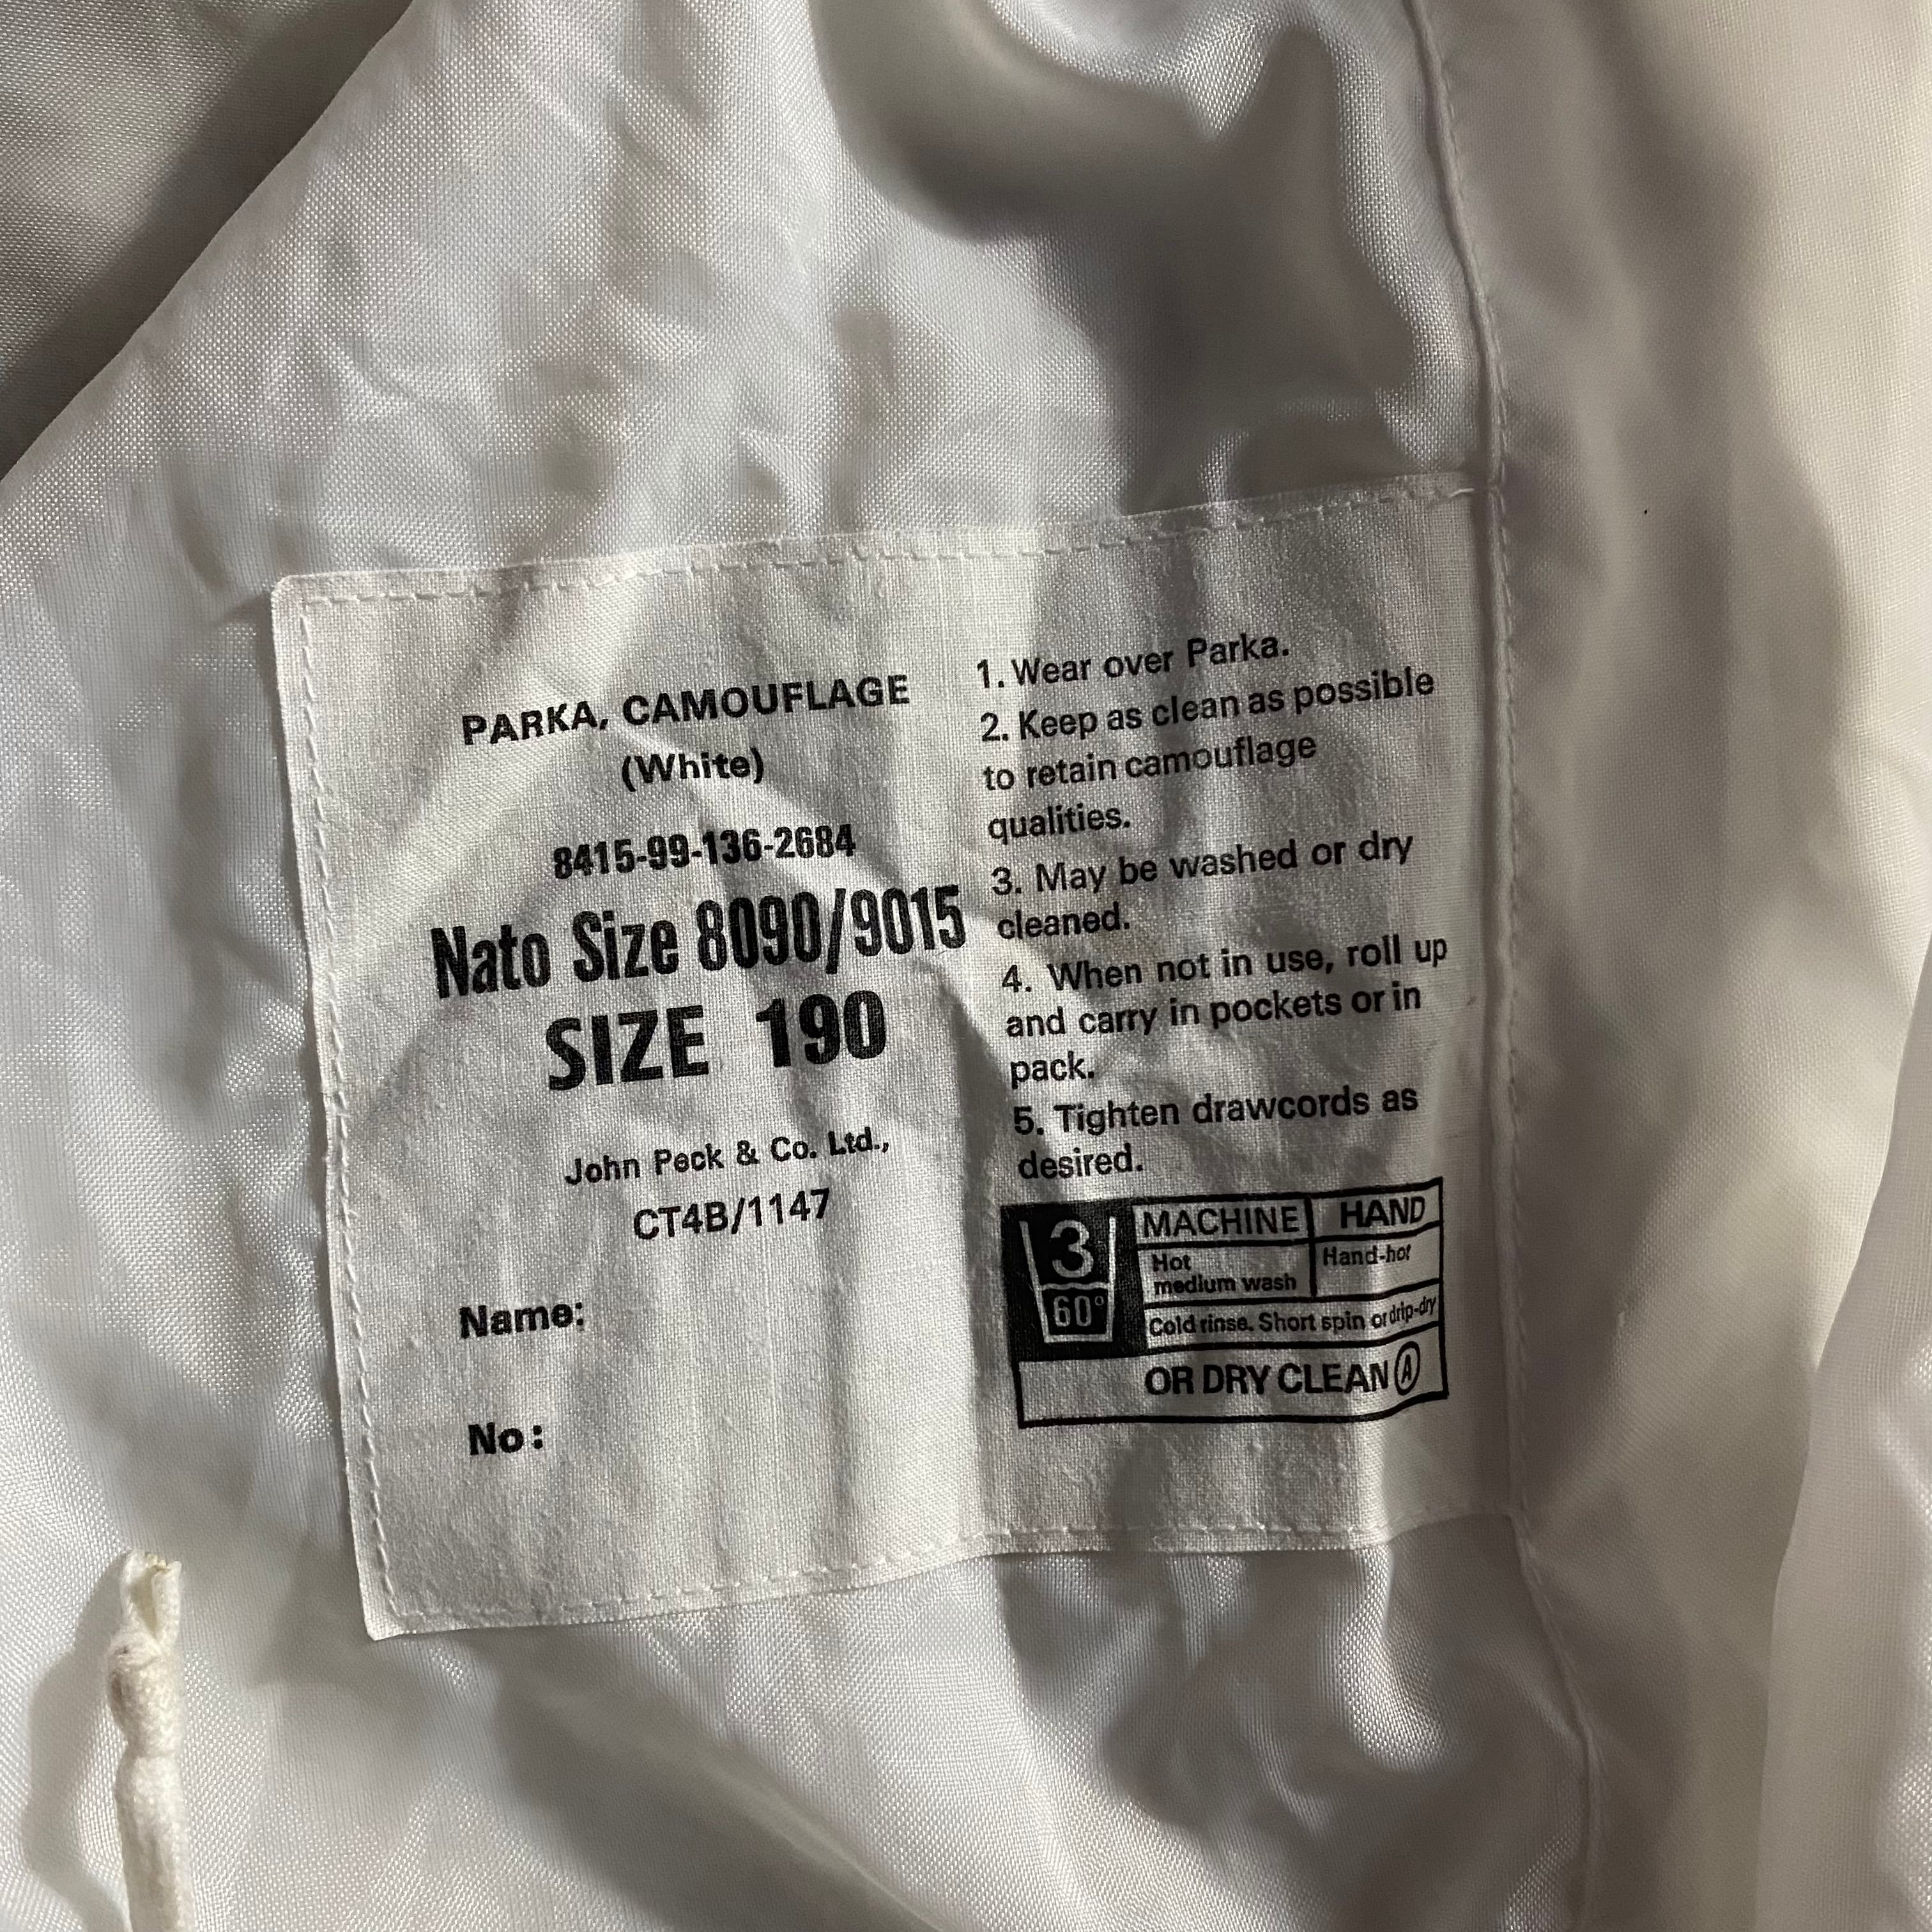 PARKA, CAMOUFLAGE
(White)
8415-99-136-2684
Nato Size 8090/9015
SIZE 190
John Peck & Co. Ltd.,
CT4B/1147
Name:
No:
1. Wear over Parka.
2. Keep as clean as possible
to retain camouflage
qualities.
3. May be washed or dry
cleaned.
4. When not in use, roll up
and carry in pockets or in
pack.
5. Tighten drawcords as
desired.
3 MACHINE HAND
Hot Hand-hot
medium wash
60°
Cold rinse. Short spin or drip-dry
OR DRY CLEAN Ⓐ